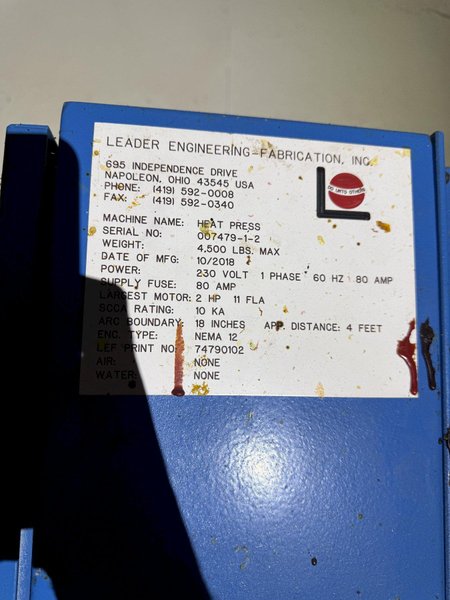 LEADER ENGINEERING-FABRICATION, INC.
695 INDEPENDENCE DRIVE
NAPOLEON, OHIO 43545 USA
PHONE: (419) 592-0008
FAX: (419) 592-0340
DO UNTO OTHERS
MACHINE NAME: HEAT PRESS
SERIAL NO: 007479-1-2
WEIGHT: 4,500 LBS. MAX
DATE OF MFG: 10/2018
POWER: 230 VOLT 1 PHASE 60 HZ 80 AMP
SUPPLY FUSE: 80 AMP
LARGEST MOTOR: 2 HP 11 FLA
SCCA RATING: 10 KA
ARC BOUNDARY: 18 INCHES APP. DISTANCE: 4 FEET
ENC. TYPE: NEMA 12
LEF PRINT NO: 74790102
AIR: NONE
WATER: NONE